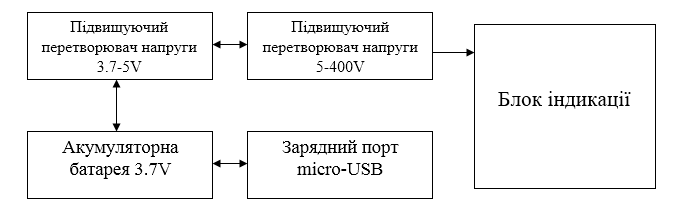 Підвищуючий
перетворювач напруги
3.7-5V
Підвищуючий
перетворювач напруги
5-400V
Блок індикації
Акумуляторна
батарея 3.7V
Зарядний порт
micro-USB